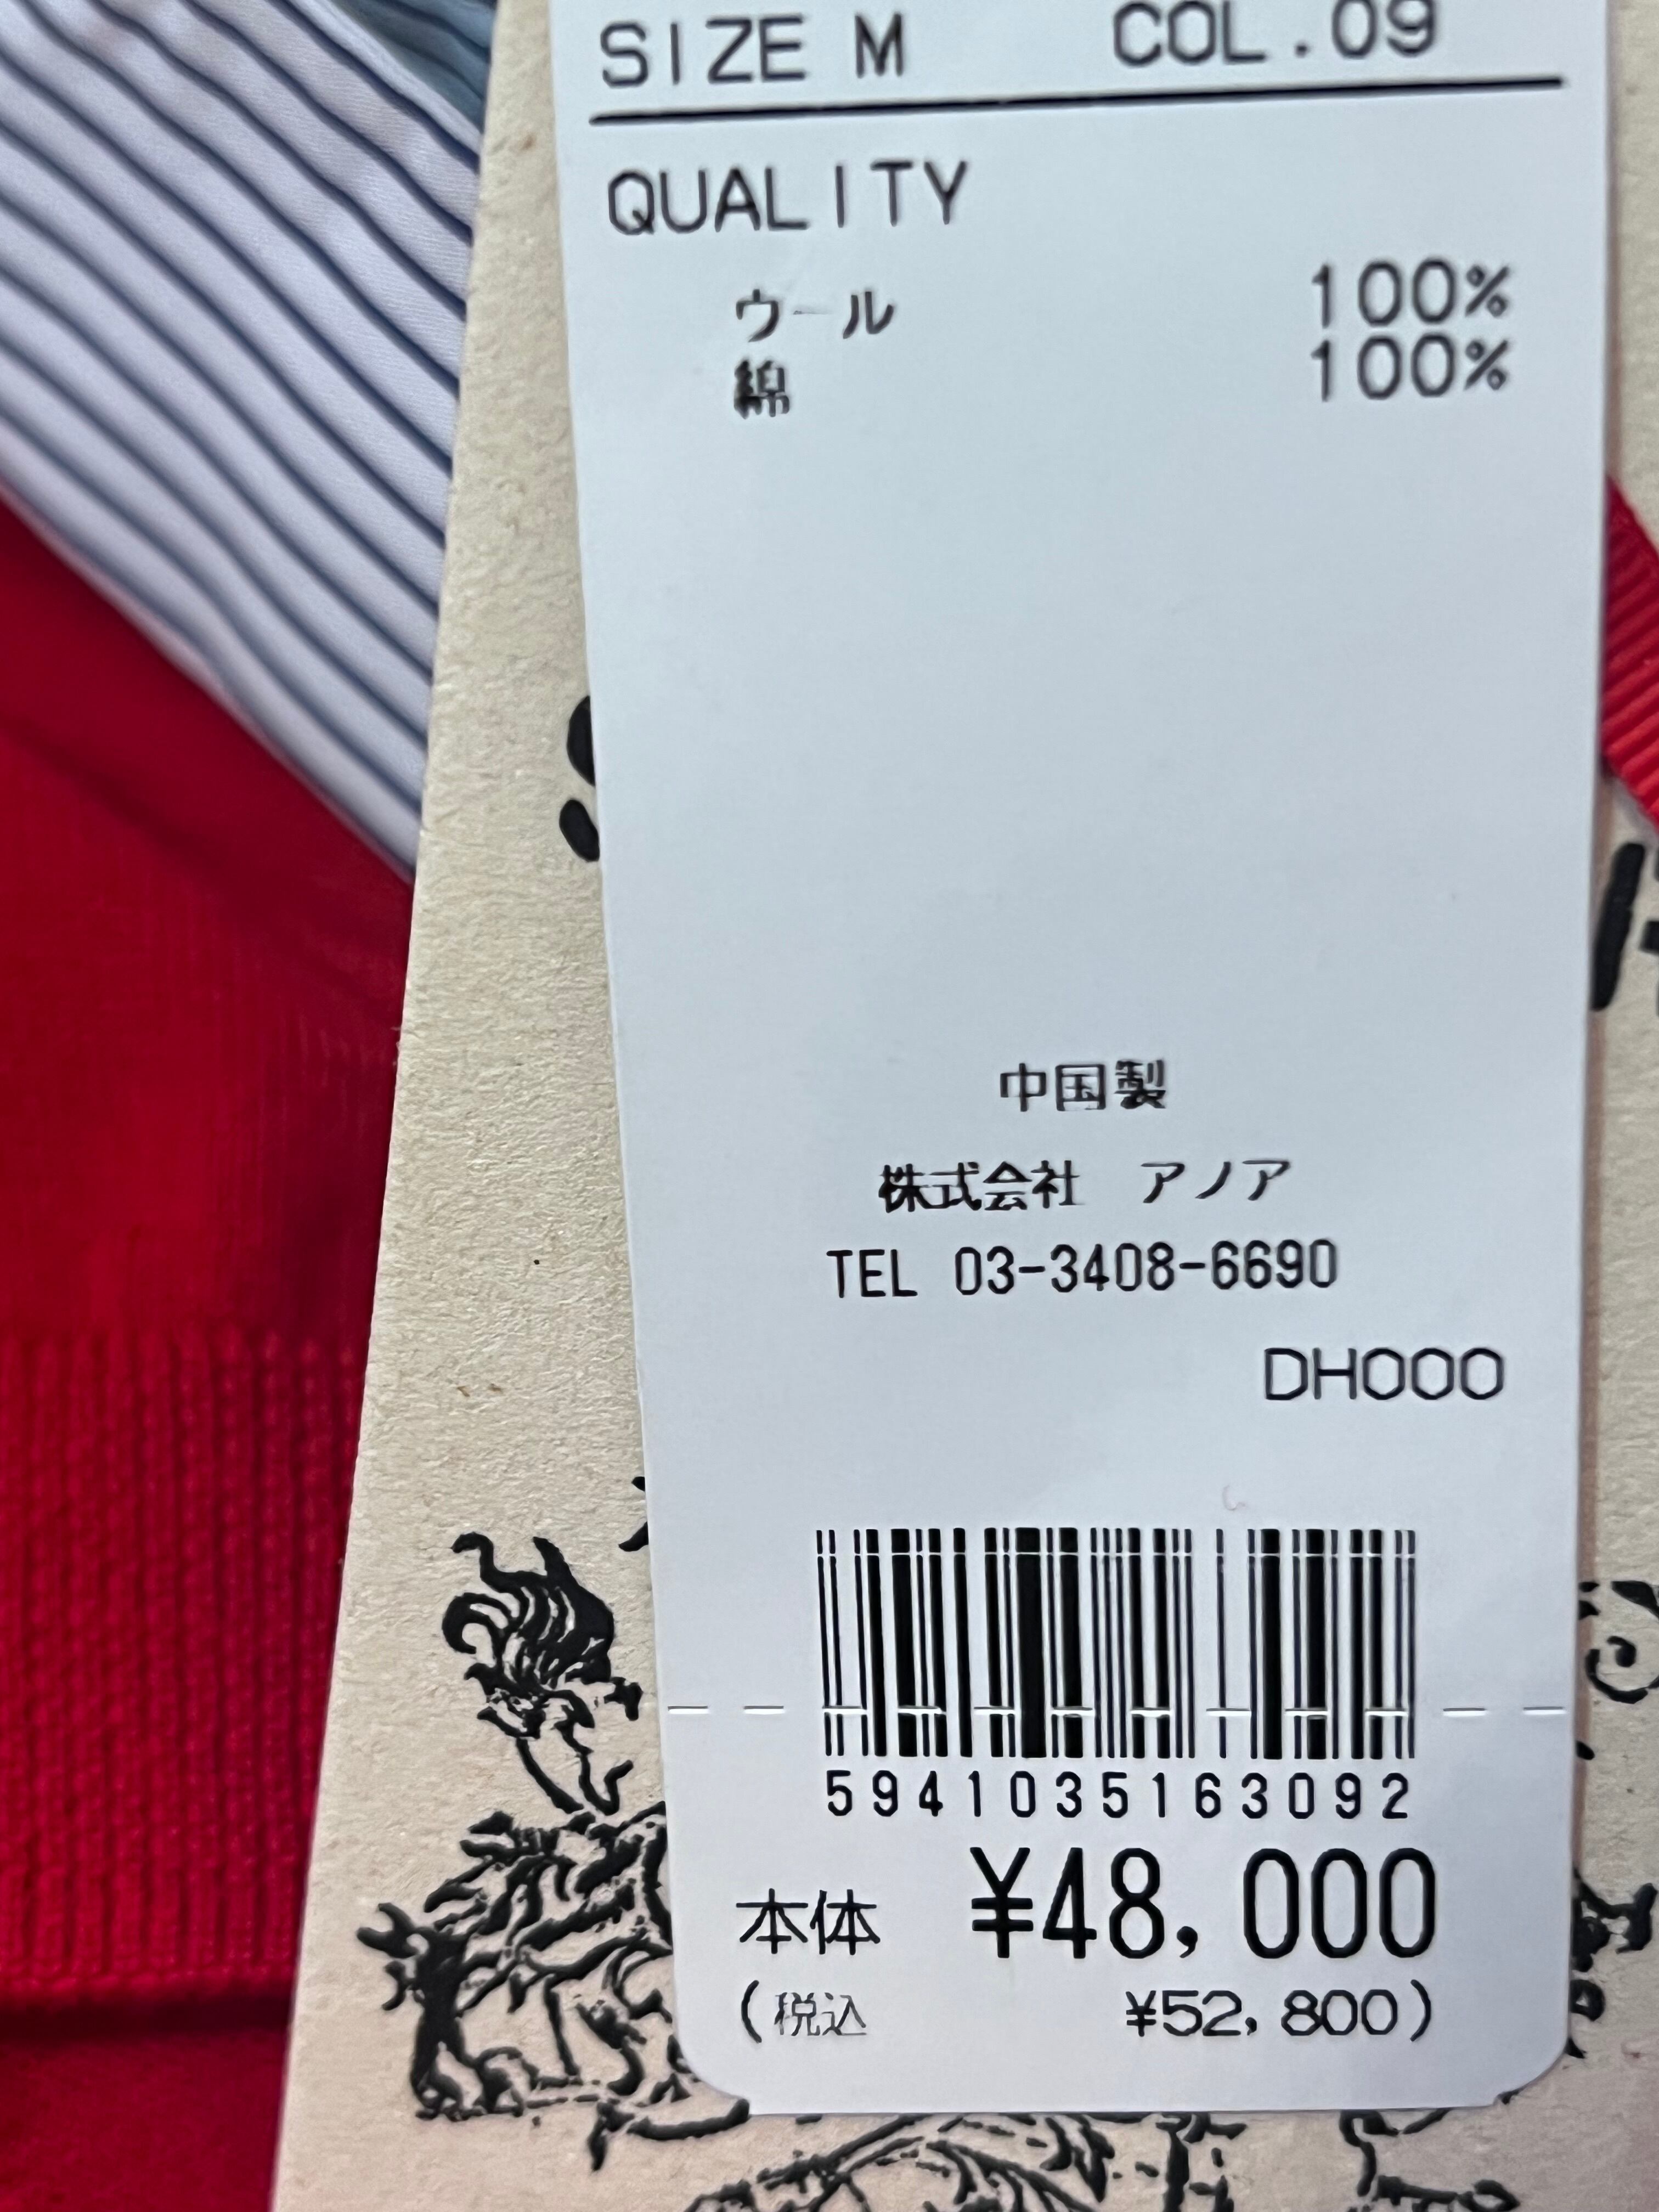 SIZE M COL.09
QUALITY
ウール 100%
綿 100%
中国製
株式会社 アノア
TEL 03-3408-6690
DH000
5941035163092
本体 ¥48,000
(税込 ¥52,800)